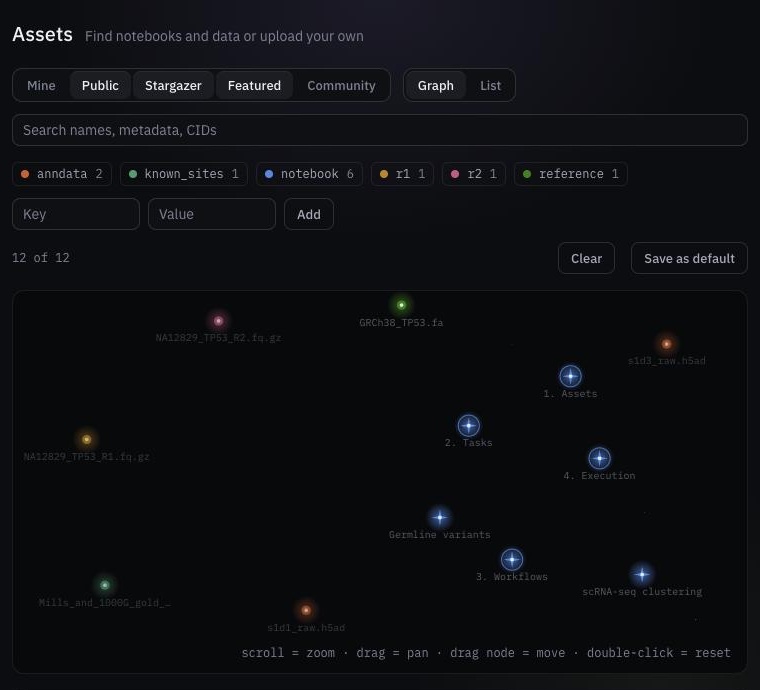 Assets Find notebooks and data or upload your own
Mine Public Stargazer Featured Community Graph List
Search names, metadata, CIDs
anndata 2 known_sites 1 notebook 6 r1 1 r2 1 reference 1
Key Value Add
12 of 12 Clear Save as default
GRCh38_TP53.fa
NA12829_TP53_R2.fq.gz
s1d3_raw.h5ad
1. Assets
2. Tasks
NA12829_TP53_R1.fq.gz
4. Execution
Germline variants
3. Workflows
scRNA-seq clustering
Mills_and_1000G_gold_…
s1d1_raw.h5ad
scroll = zoom · drag = pan · drag node = move · double-click = reset